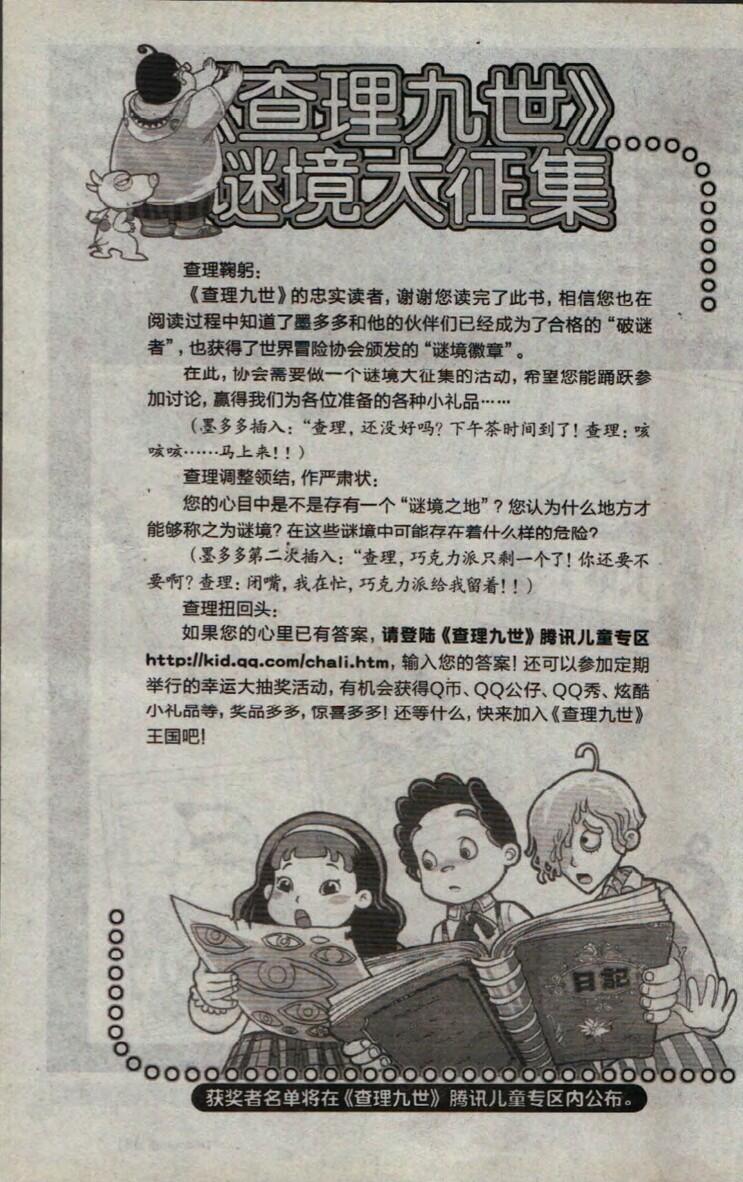 《查理九世》
谜境大征集
查理鞠躬：
《查理九世》的忠实读者，谢谢您读完了此书，相信您也在
阅读过程中知道了墨多多和他的伙伴们已经成为了合格的“破谜
者”，也获得了世界冒险协会颁发的“谜境徽章”。
在此，协会需要做一个谜境大征集的活动，希望您能踊跃参
加讨论，赢得我们为各位准备的各种小礼品……
（墨多多插入：“查理，还没好吗？下午茶时间到了！查理：咳
咳咳……马上来！！）
查理调整领结，作严肃状：
您的心目中是不是存有一个“谜境之地”？您认为什么地方才
能够称之为谜境？在这些谜境中可能存在着什么样的危险？
（墨多多第二次插入：“查理，巧克力派只剩一个了！你还要不
要啊？查理：闭嘴，我在忙，巧克力派给我留着！！）
查理扭回头：
如果您的心里已有答案，请登陆《查理九世》腾讯儿童专区
http://kid.qq.com/chali.htm，输入您的答案！还可以参加定期
举行的幸运大抽奖活动，有机会获得Q币、QQ公仔、QQ秀、炫酷
小礼品等，奖品多多，惊喜多多！还等什么，快来加入《查理九世》
王国吧！
日記
获奖者名单将在《查理九世》腾讯儿童专区内公布。